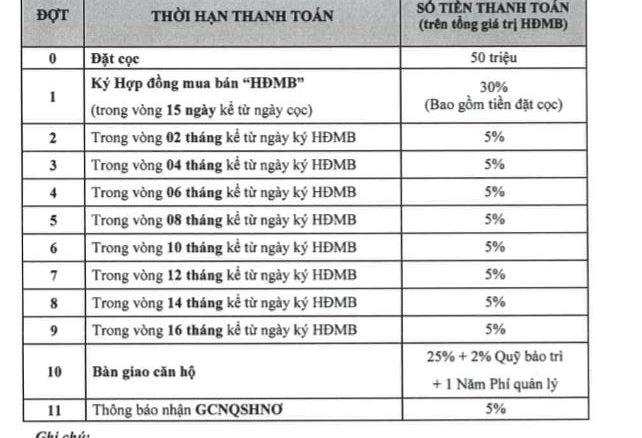 ĐỢT
THỜI HẠN THANH TOÁN
SỐ TIỀN THANH TOÁN
(trên tổng giá trị HĐMB)
0
Đặt cọc
50 triệu
1
Ký Hợp đồng mua bán “HĐMB”
(trong vòng 15 ngày kể từ ngày cọc)
30%
(Bao gồm tiền đặt cọc)
2
Trong vòng 02 tháng kể từ ngày ký HĐMB
5%
3
Trong vòng 04 tháng kể từ ngày ký HĐMB
5%
4
Trong vòng 06 tháng kể từ ngày ký HĐMB
5%
5
Trong vòng 08 tháng kể từ ngày ký HĐMB
5%
6
Trong vòng 10 tháng kể từ ngày ký HĐMB
5%
7
Trong vòng 12 tháng kể từ ngày ký HĐMB
5%
8
Trong vòng 14 tháng kể từ ngày ký HĐMB
5%
9
Trong vòng 16 tháng kể từ ngày ký HĐMB
5%
10
Bàn giao căn hộ
25% + 2% Quỹ bảo trì
+ 1 Năm Phí quản lý
11
Thông báo nhận GCNQSHNƠ
5%
Ghi chú: